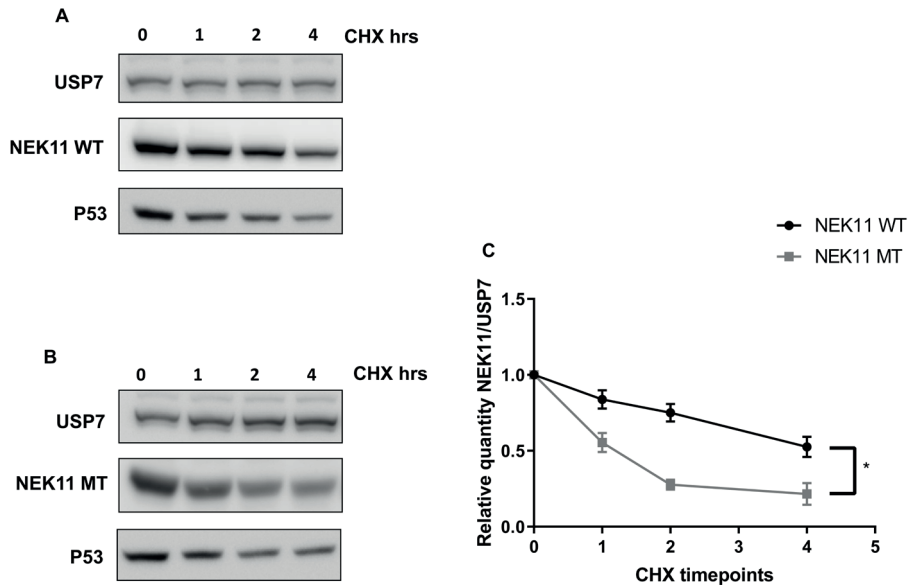 A
0 1 2 4 CHX hrs
USP7
NEK11 WT
P53
B
0 1 2 4 CHX hrs
USP7
NEK11 MT
P53
C
NEK11 WT
NEK11 MT
Relative quantity NEK11/USP7
1.5
1.0
0.5
0.0
*
0 1 2 3 4 5
CHX timepoints